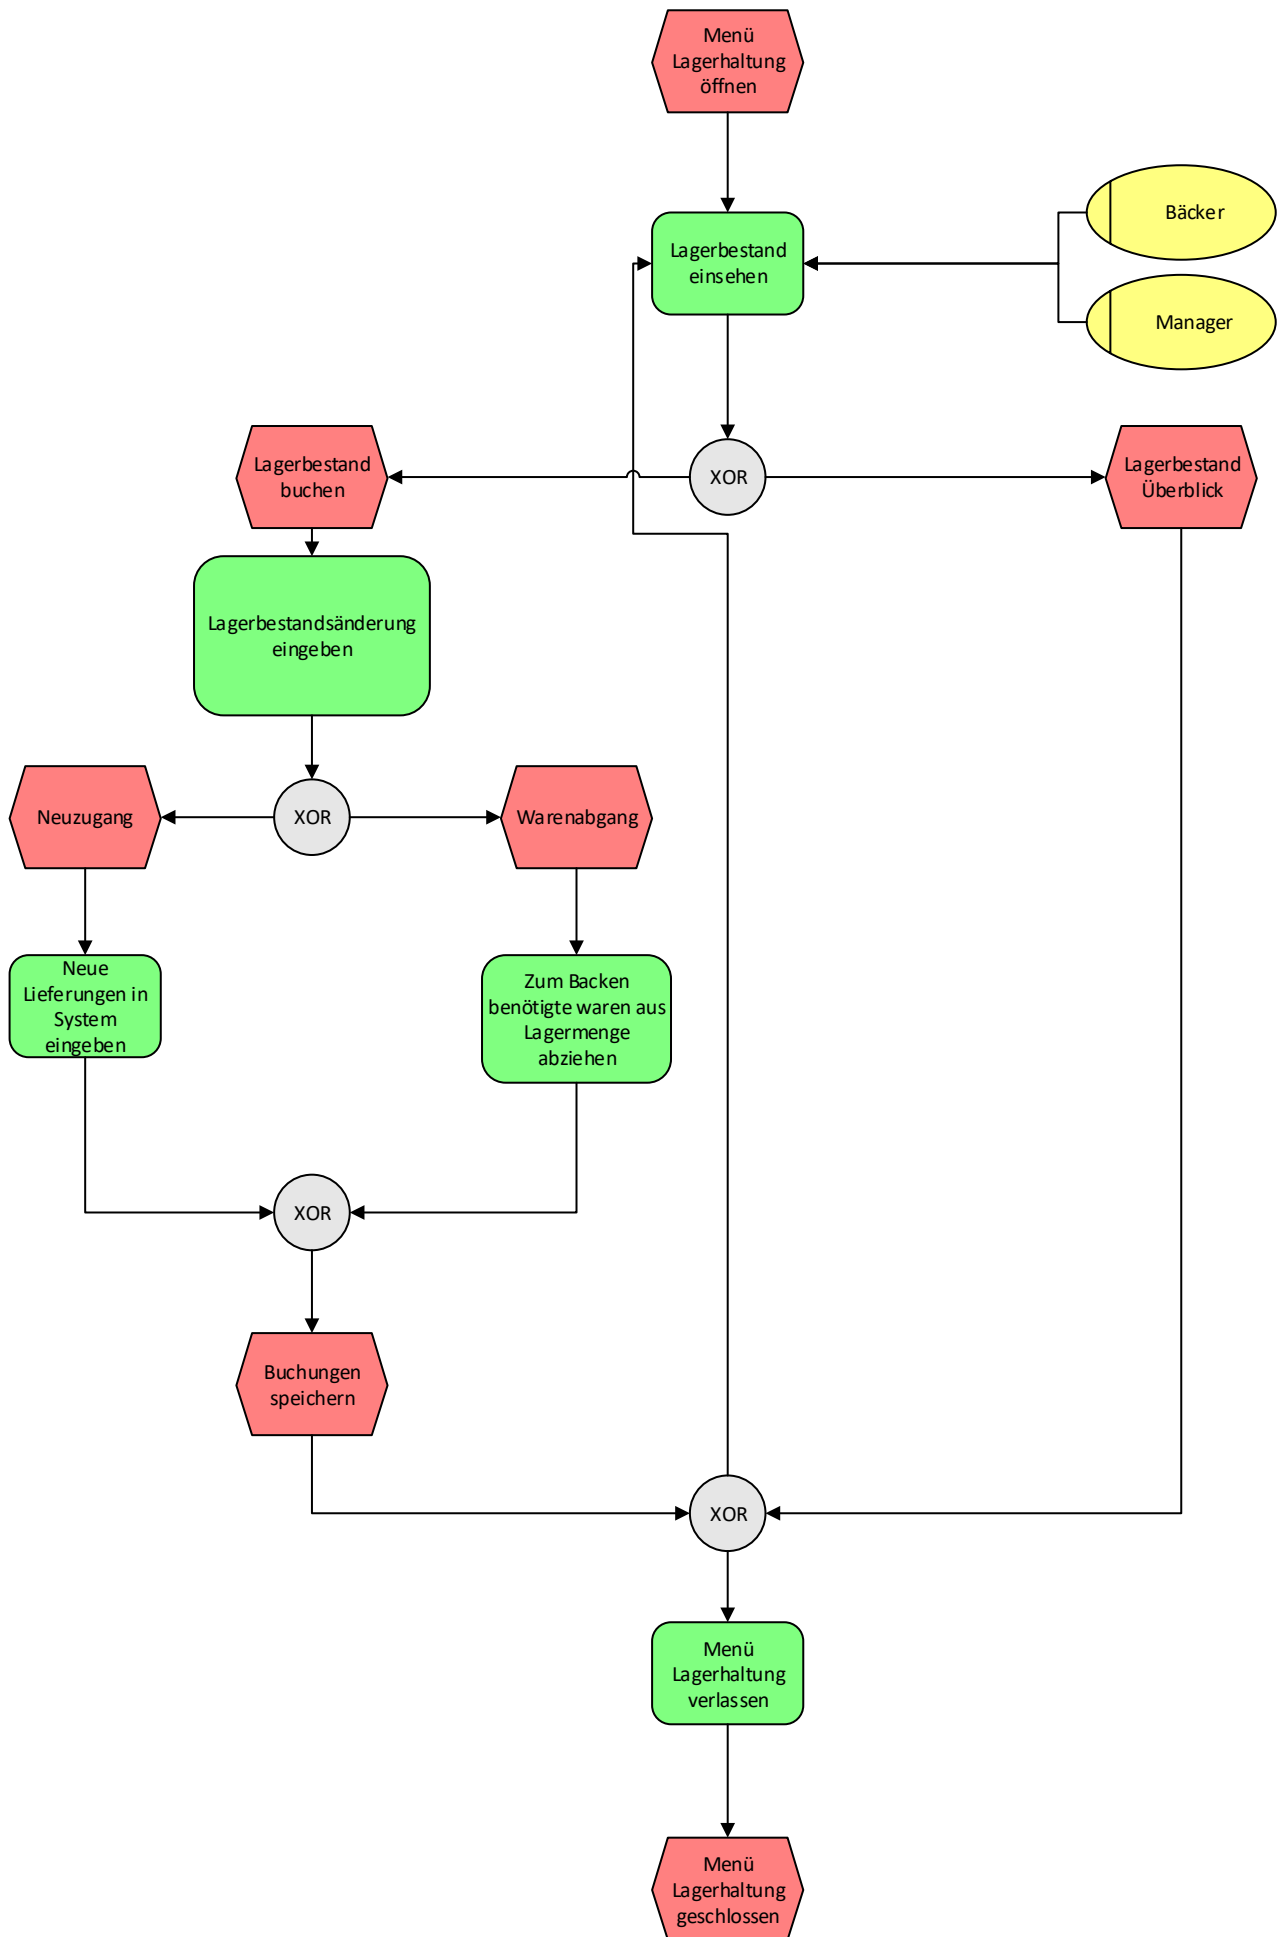 Menü
Lagerhaltung
öffnen
Bäcker
Lagerbestand
einsehen
Manager
Lagerbestand
buchen
XOR
Lagerbestand
Überblick
Lagerbestandsänderung
eingeben
Neuzugang
XOR
Warenabgang
Neue
Lieferungen in
System
eingeben
Zum Backen
benötigte waren aus
Lagermenge
abziehen
XOR
Buchungen
speichern
XOR
Menü
Lagerhaltung
verlassen
Menü
Lagerhaltung
geschlossen